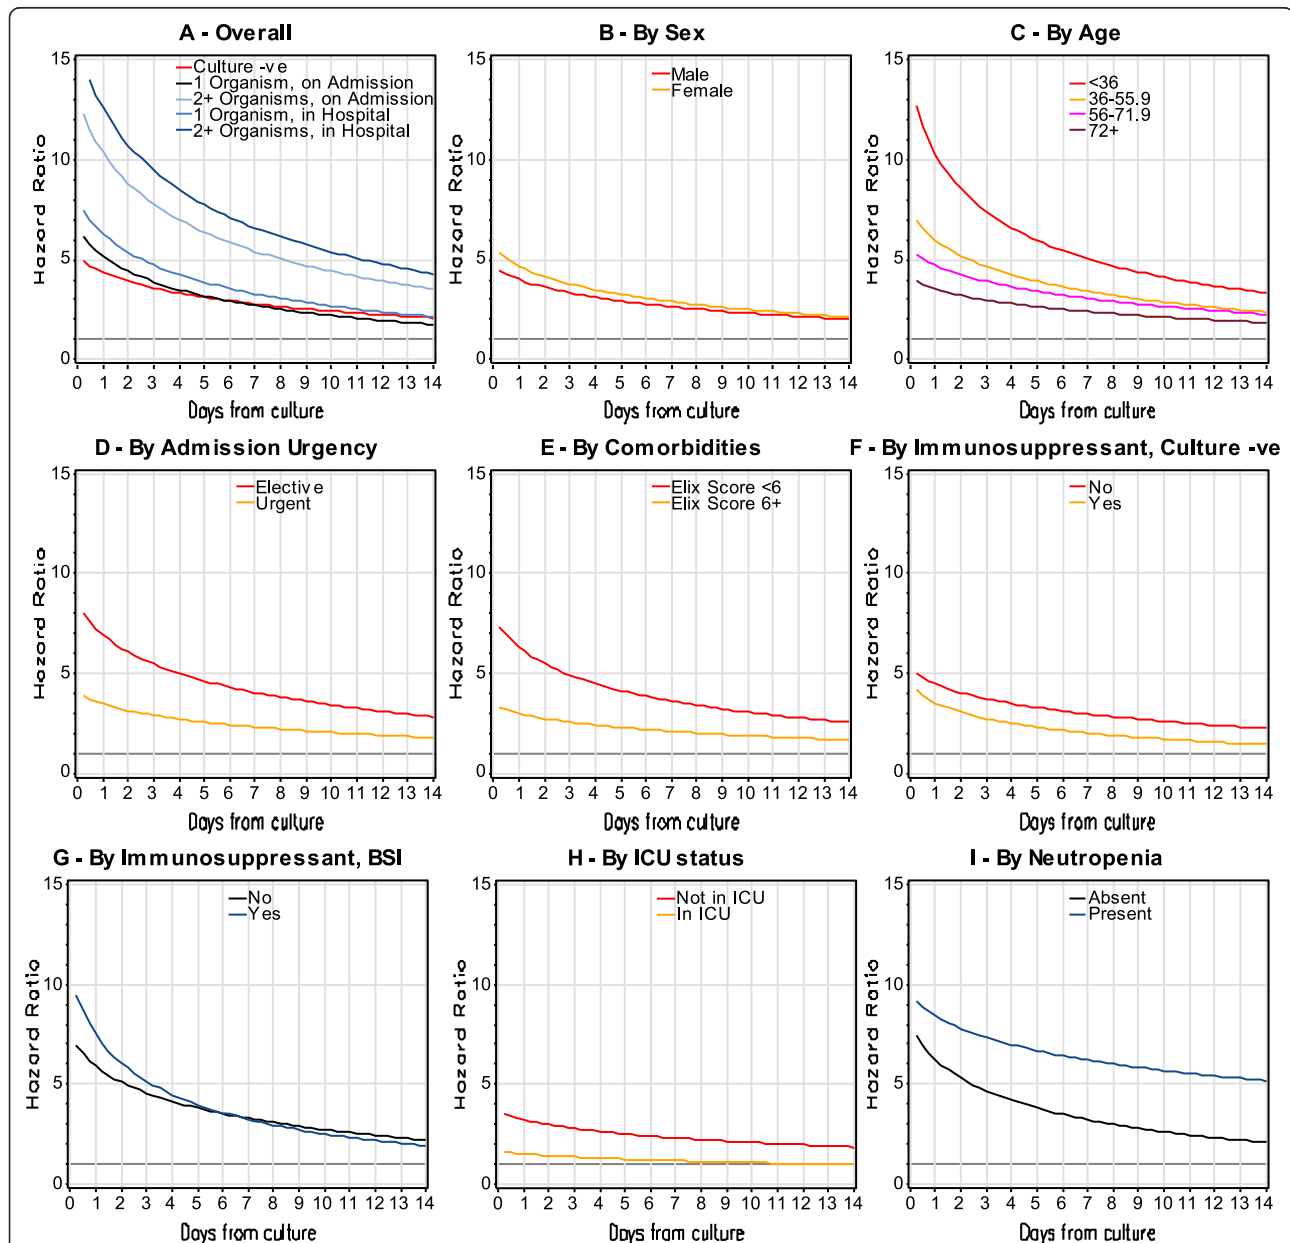 A - Overall
B - By Sex
C - By Age
15
10
5
0
Hazard Ratio
Culture -ve
1 Organism, on Admission
2+ Organisms, on Admission
1 Organism, in Hospital
2+ Organisms, in Hospital
0 1 2 3 4 5 6 7 8 9 10 11 12 13 14
Days from culture
15
10
5
0
Hazard Ratio
Male
Female
0 1 2 3 4 5 6 7 8 9 10 11 12 13 14
Days from culture
15
10
5
0
Hazard Ratio
<36
36-55.9
56-71.9
72+
0 1 2 3 4 5 6 7 8 9 10 11 12 13 14
Days from culture
D - By Admission Urgency
E - By Comorbidities
F - By Immunosuppressant, Culture -ve
15
10
5
0
Hazard Ratio
Elective
Urgent
0 1 2 3 4 5 6 7 8 9 10 11 12 13 14
Days from culture
15
10
5
0
Hazard Ratio
Elix Score <6
Elix Score 6+
0 1 2 3 4 5 6 7 8 9 10 11 12 13 14
Days from culture
15
10
5
0
Hazard Ratio
No
Yes
0 1 2 3 4 5 6 7 8 9 10 11 12 13 14
Days from culture
G - By Immunosuppressant, BSI
H - By ICU status
I - By Neutropenia
15
10
5
0
Hazard Ratio
No
Yes
0 1 2 3 4 5 6 7 8 9 10 11 12 13 14
Days from culture
15
10
5
0
Hazard Ratio
Not in ICU
In ICU
0 1 2 3 4 5 6 7 8 9 10 11 12 13 14
Days from culture
15
10
5
0
Hazard Ratio
Absent
Present
0 1 2 3 4 5 6 7 8 9 10 11 12 13 14
Days from culture